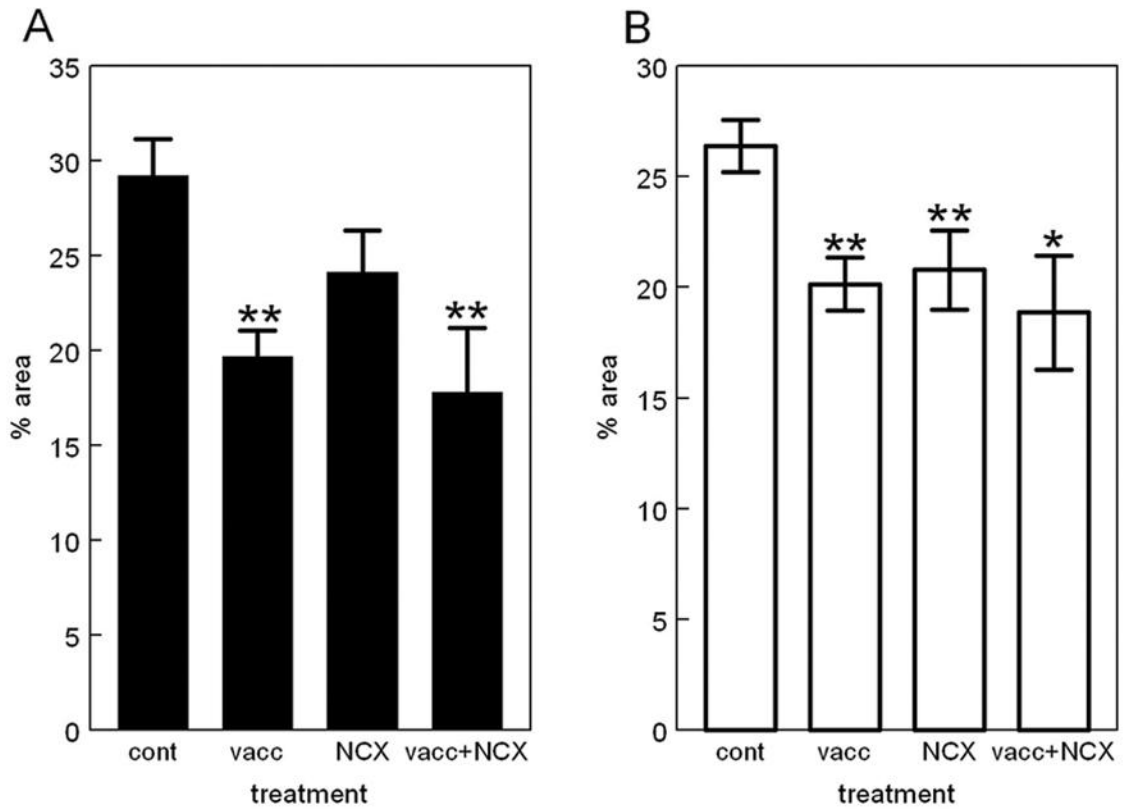 A
% area
35
30
25
20
15
10
5
0
**
**
cont vacc NCX vacc+NCX
treatment
B
% area
30
25
20
15
10
5
0
**
**
*
cont vacc NCX vacc+NCX
treatment